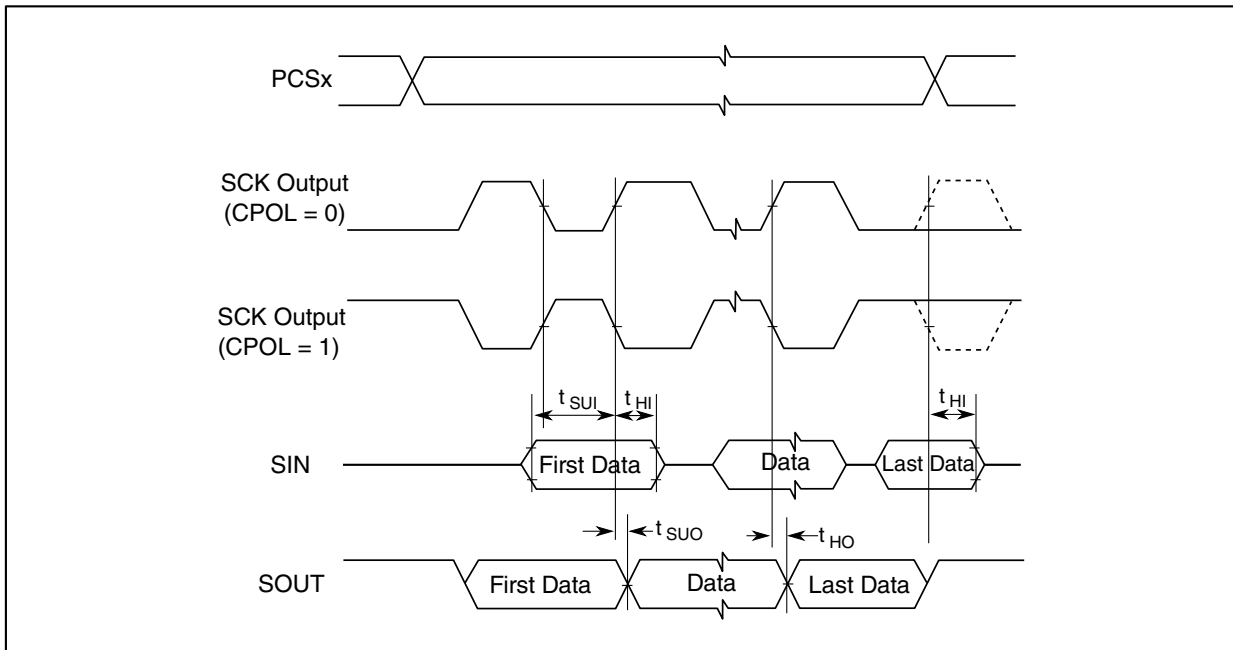 PCSx
SCK Output
(CPOL = 0)
SCK Output
(CPOL = 1)
t SUI
t HI
t HI
SIN
First Data
Data
Last Data
t SUO
t HO
SOUT
First Data
Data
Last Data